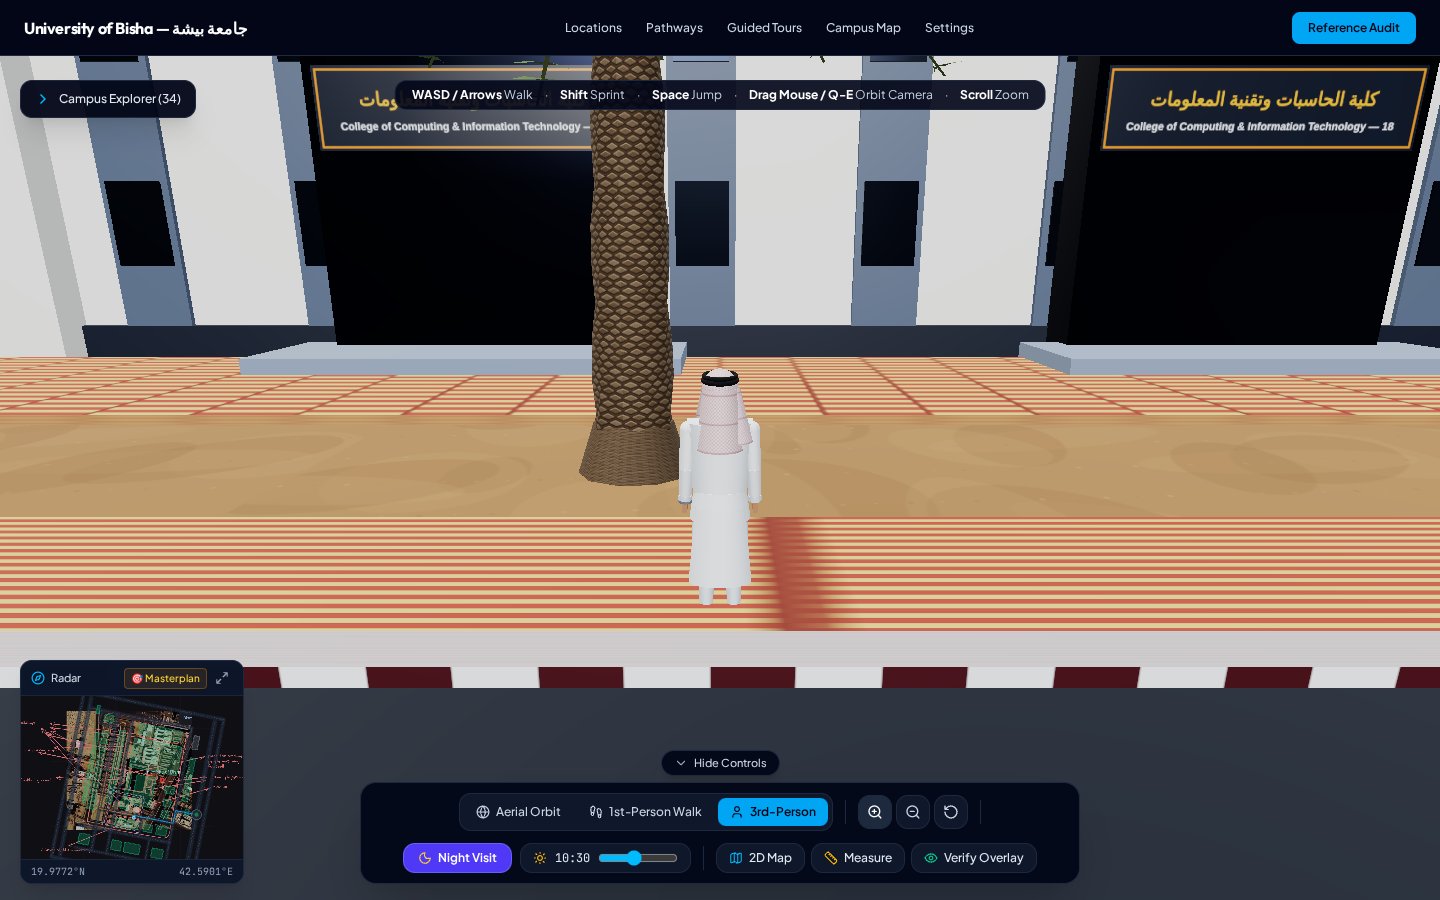 University of Bisha — جامعة بيشة
Locations
Pathways
Guided Tours
Campus Map
Settings
Reference Audit
Campus Explorer (34)
WASD / Arrows Walk · Shift Sprint · Space Jump · Drag Mouse / Q-E Orbit Camera · Scroll Zoom
College of Computing & Information Technology —
كلية الحاسبات وتقنية المعلومات
College of Computing & Information Technology — 18
Radar
Masterplan
19.9772°N
42.5901°E
Hide Controls
Aerial Orbit
1st-Person Walk
3rd-Person
Night Visit
10:30
2D Map
Measure
Verify Overlay